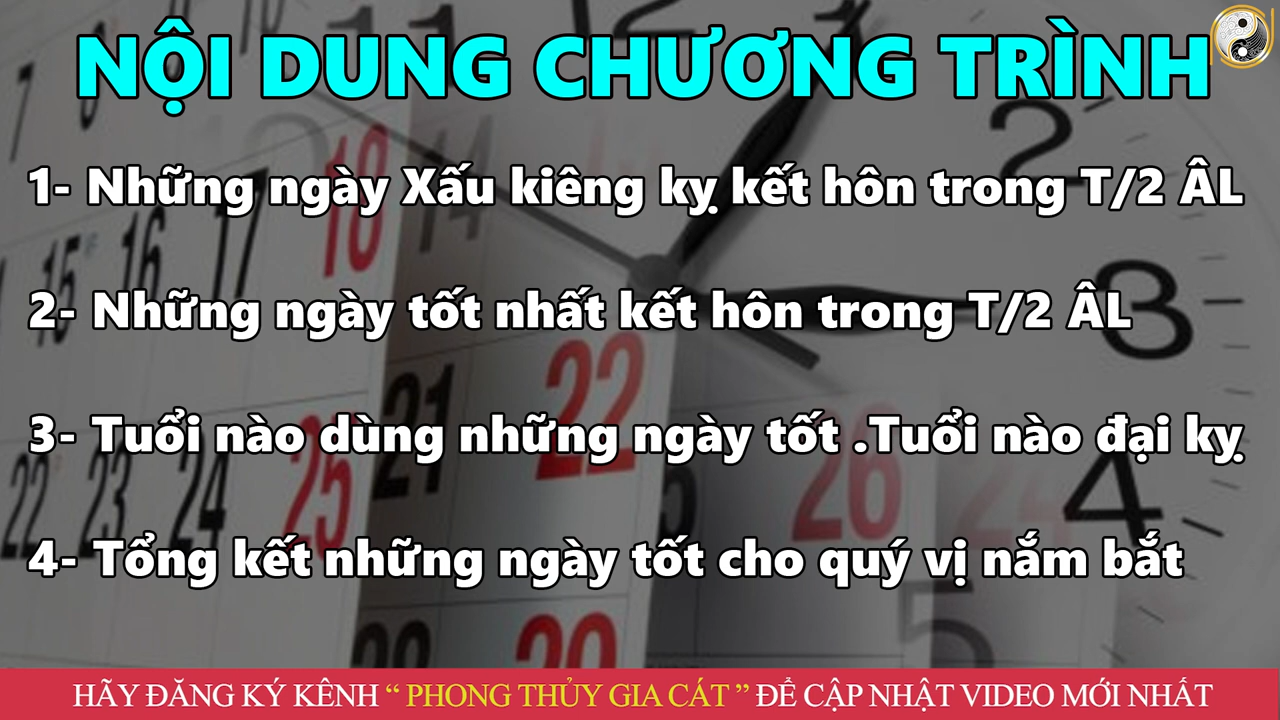 NỘI DUNG CHƯƠNG TRÌNH
1- Những ngày Xấu kiêng kỵ kết hôn trong T/2 ÂL
2- Những ngày tốt nhất kết hôn trong T/2 ÂL
3- Tuổi nào dùng những ngày tốt .Tuổi nào đại kỵ
4- Tổng kết những ngày tốt cho quý vị nắm bắt
HÃY ĐĂNG KÝ KÊNH “ PHONG THỦY GIA CÁT ” ĐỂ CẬP NHẬT VIDEO MỚI NHẤT